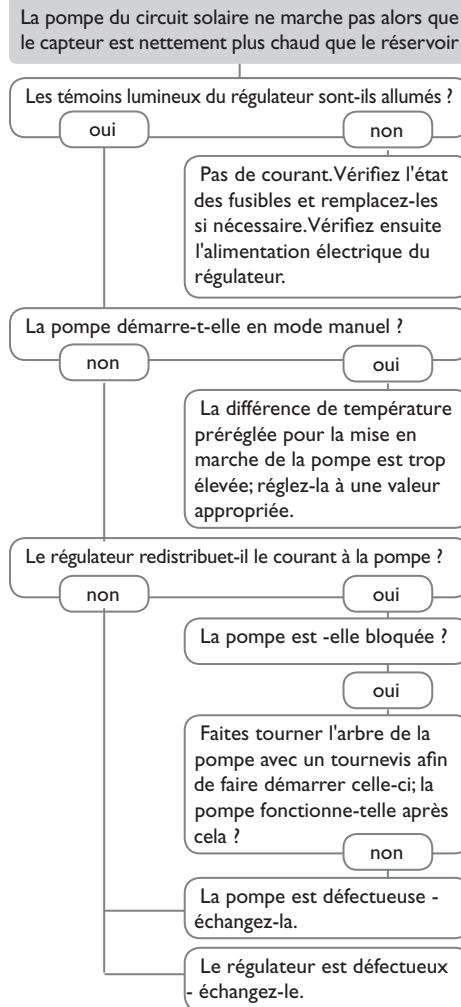 La pompe du circuit solaire ne marche pas alors que
le capteur est nettement plus chaud que le réservoir
Les témoins lumineux du régulateur sont-ils allumés ?
oui
non
Pas de courant.Vérifiez l'état
des fusibles et remplacez-les
si nécessaire.Vérifiez ensuite
l'alimentation électrique du
régulateur.
La pompe démarre-t-elle en mode manuel ?
non
oui
La différence de température
préréglée pour la mise en
marche de la pompe est trop
élevée; réglez-la à une valeur
appropriée.
Le régulateur redistribuet-il le courant à la pompe ?
non
oui
La pompe est -elle bloquée ?
oui
Faites tourner l'arbre de la
pompe avec un tournevis afin
de faire démarrer celle-ci; la
pompe fonctionne-telle après
cela ?
non
La pompe est défectueuse -
échangez-la.
Le régulateur est défectueux
- échangez-le.